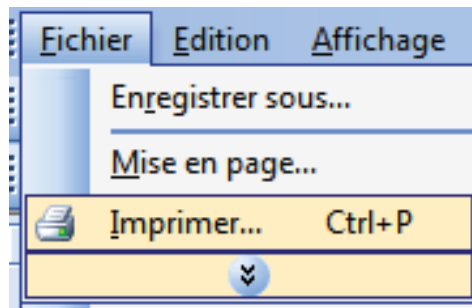 Fichier Edition Affichage
Enregistrer sous...
Mise en page...
Imprimer... Ctrl+P